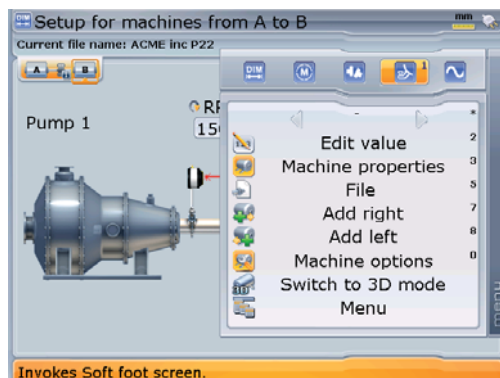 Setup for machines from A to B
mm
Current file name: ACME inc P22
A B
DIM M 1
Pump 1
- *
Edit value 2
Machine properties 3
File 5
Add right 7
Add left 8
Machine options 0
3D Switch to 3D mode
Menu
menu
Invokes Soft foot screen.